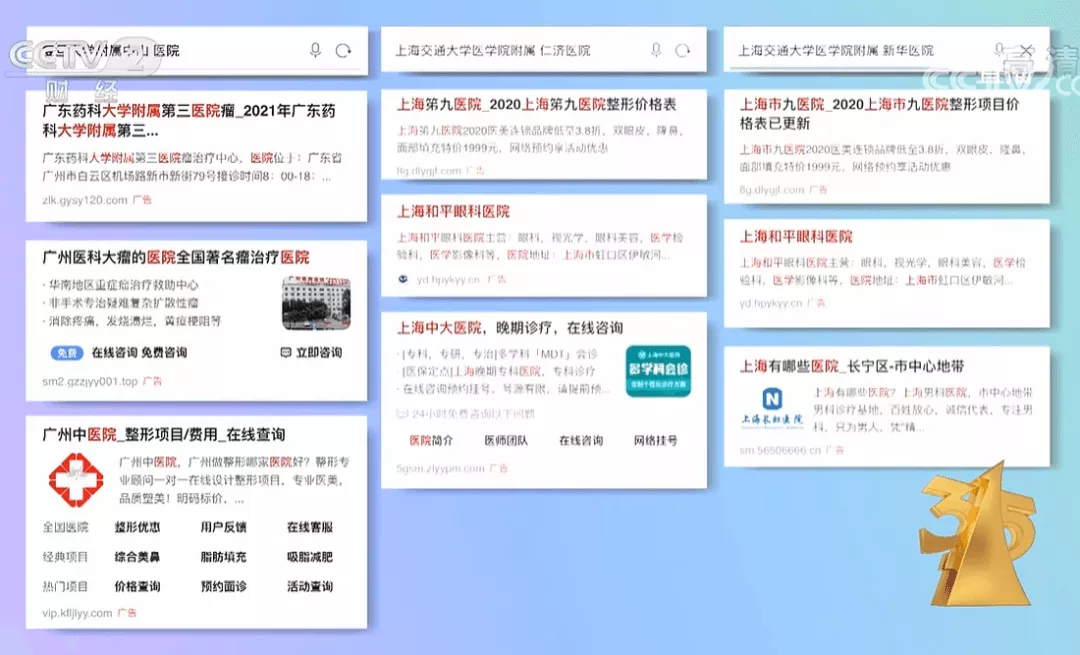 CCTV 2
财 经
大学附属中山 医院
广东药科大学附属第三医院瘤_2021年广东药
科大学附属第三...
广东药科大学附属第三医院瘤治疗中心，医院位于：广东省
广州市白云区机场路新市新街79号接诊时间8：00-18：...
zlk.gysy120.com 广告
广州医科大瘤的医院全国著名瘤治疗医院
· 华南地区重症瘤治疗救助中心
· 非手术专治疑难复杂扩散性瘤
· 消除疼痛，发烧溃烂，黄疸梗阻等
免费 在线咨询 免费咨询
立即咨询
sm2.gzzjyy001.top 广告
广州中医院_整形项目/费用_在线查询
广州中医院，广州做整形哪家医院好？整形专
业顾问一对一在线设计整形项目，专业医美，
品质塑美！明码标价，...
全国医院 整形优惠 用户反馈 在线客服
经典项目 综合美鼻 脂肪填充 吸脂减肥
热门项目 价格查询 预约面诊 活动查询
vip.kfljlyy.com 广告
上海交通大学医学院附属 仁济医院
上海第九医院_2020上海第九医院整形价格表
上海第九医院2020医美连锁品牌低至3.8折，双眼皮，隆鼻，
面部填充特价1999元，网络预约享活动优惠
8g.dlygjl.com 广告
上海和平眼科医院
上海和平眼科医院主营：眼科，视光学，眼科美容，医学检
验科，医学影像科等，医院地址：上海市虹口区伊敏河...
yd.hpykyy.cn 广告
上海中大医院，晚期诊疗，在线咨询
· [专科，专研，专治]多学科「MDT」会诊
· [医保定点]上海晚期专科医院，专科诊疗
· 在线咨询预约挂号，号源有限，请提前预...
上海中大医院
多学科会诊
24小时免费咨询以下问题
医院简介 医师团队 在线咨询 网络挂号
5gsm.zlyypm.com 广告
上海交通大学医学院附属 新华医院
高清
上海市九医院_2020上海市九医院整形项目价
格表已更新
上海市九医院2020医美连锁品牌低至3.8折，双眼皮，隆鼻，
面部填充特价1999元，网络预约享活动优惠
8g.dlygjl.com 广告
上海和平眼科医院
上海和平眼科医院主营：眼科，视光学，眼科美容，医学检
验科，医学影像科等，医院地址：上海市虹口区伊敏河...
yd.hpykyy.cn 广告
上海有哪些医院_长宁区-市中心地带
上海有哪些医院？上海男科医院，市中心地带
男科诊疗基地，百姓放心，诚信代表，专注男
科，只为男人，凭"精...
sm.56506666.cn 广告
315